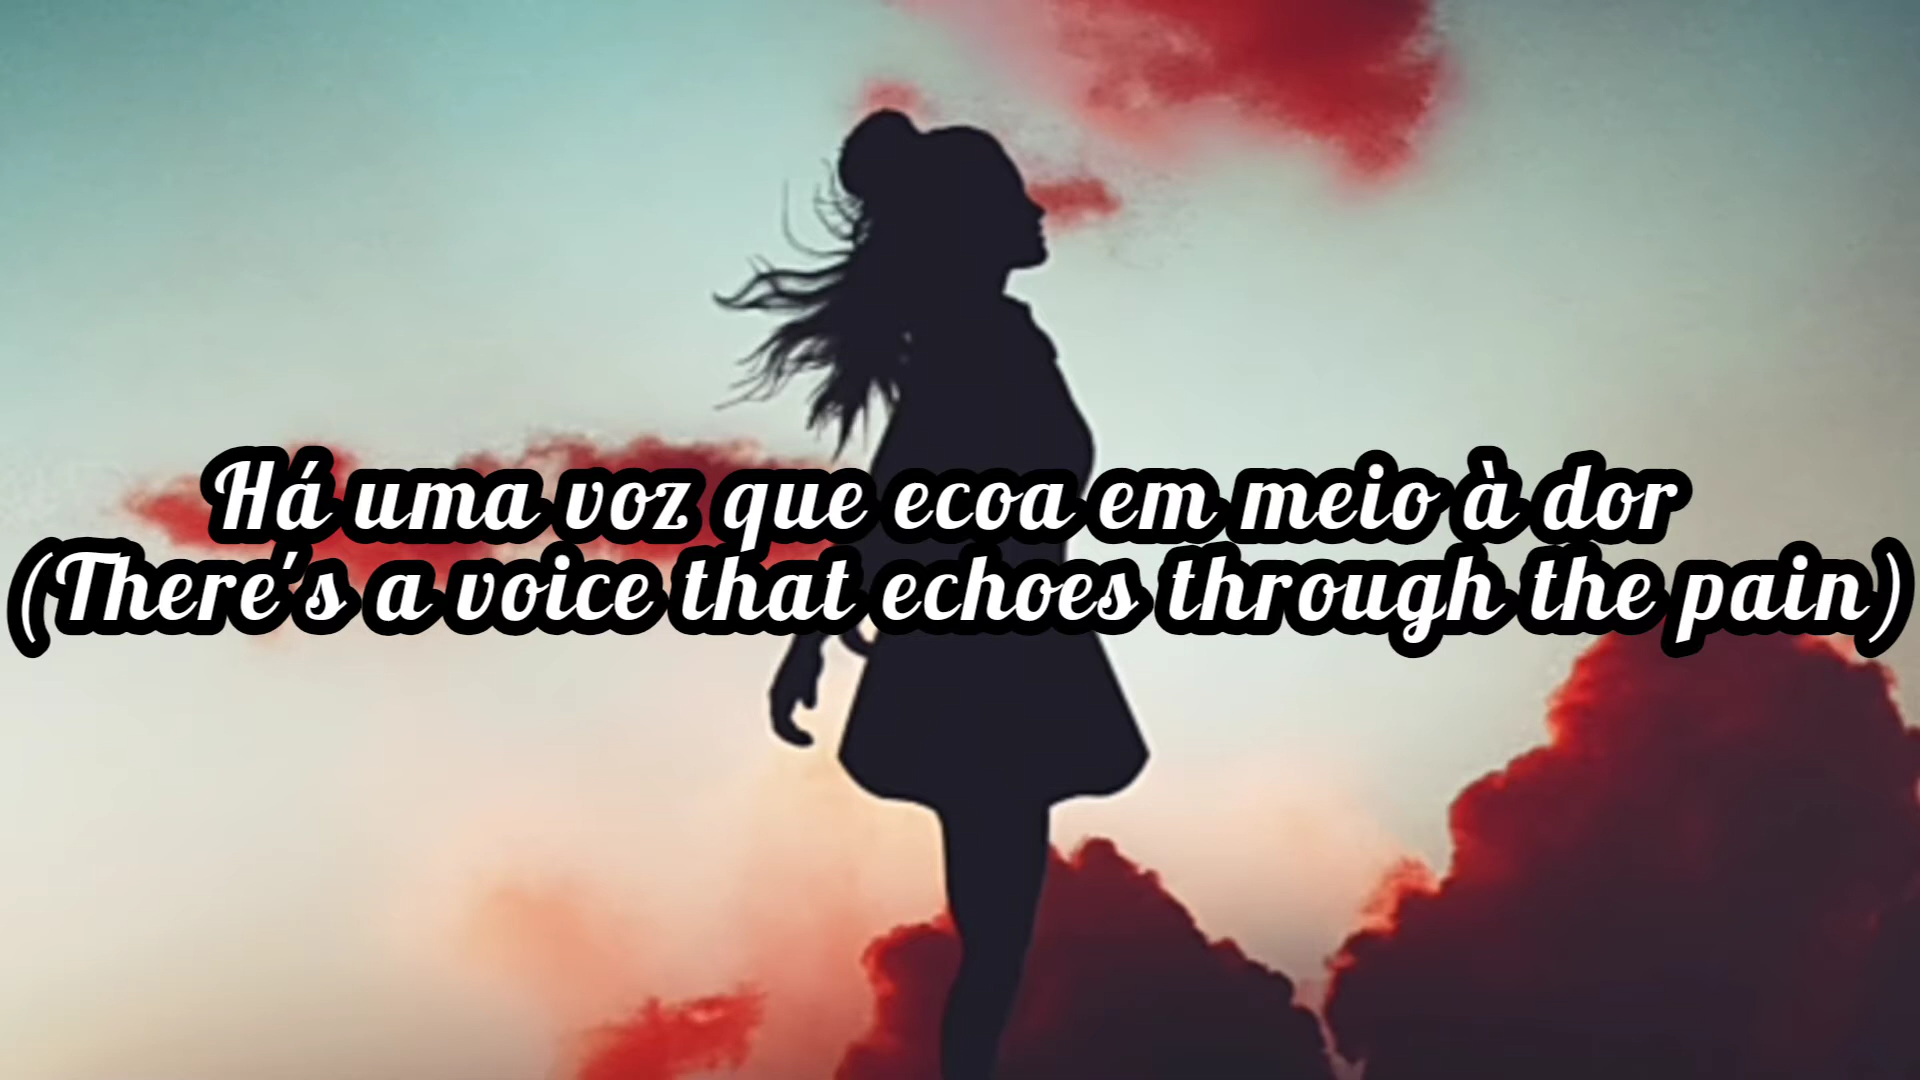 Há uma voz que ecoa em meio à dor
(There's a voice that echoes through the pain)